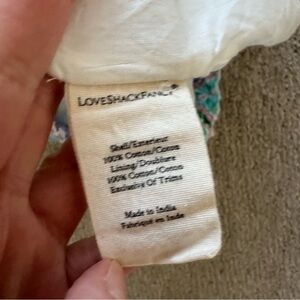 LOVESHACKFANCY
Shell/Exterieur
100% Cotton/Coton
Lining/Doublure
100% Cotton/Coton
Exclusive Of Trims
Made in India
Fabriqué en Inde